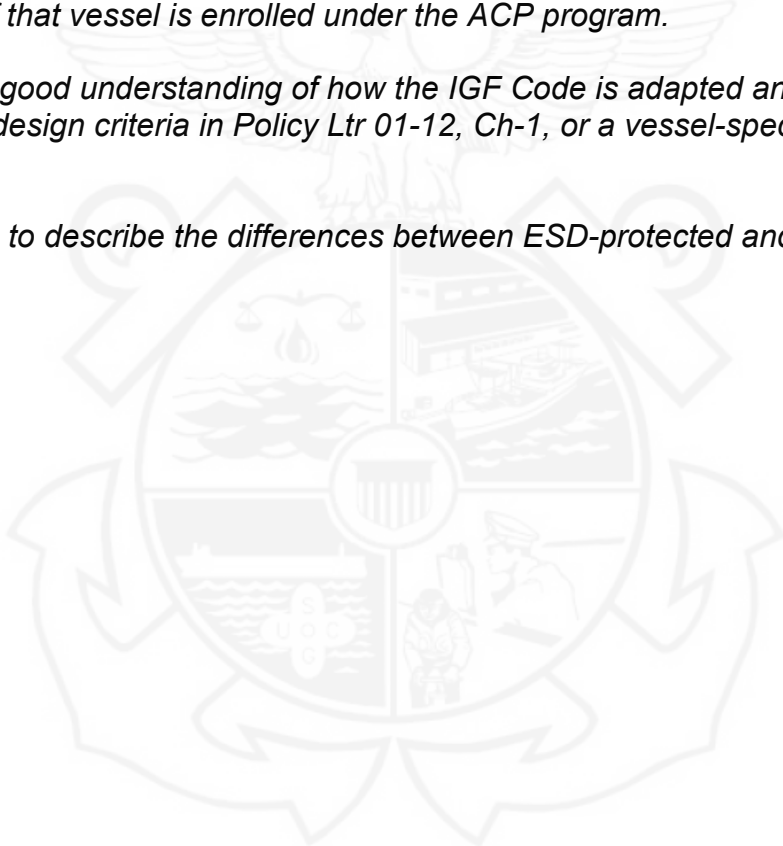 that vessel is enrolled under the ACP program.
good understanding of how the IGF Code is adapted an
design criteria in Policy Ltr 01-12, Ch-1, or a vessel-spec
to describe the differences between ESD-protected and
S
U O C
G